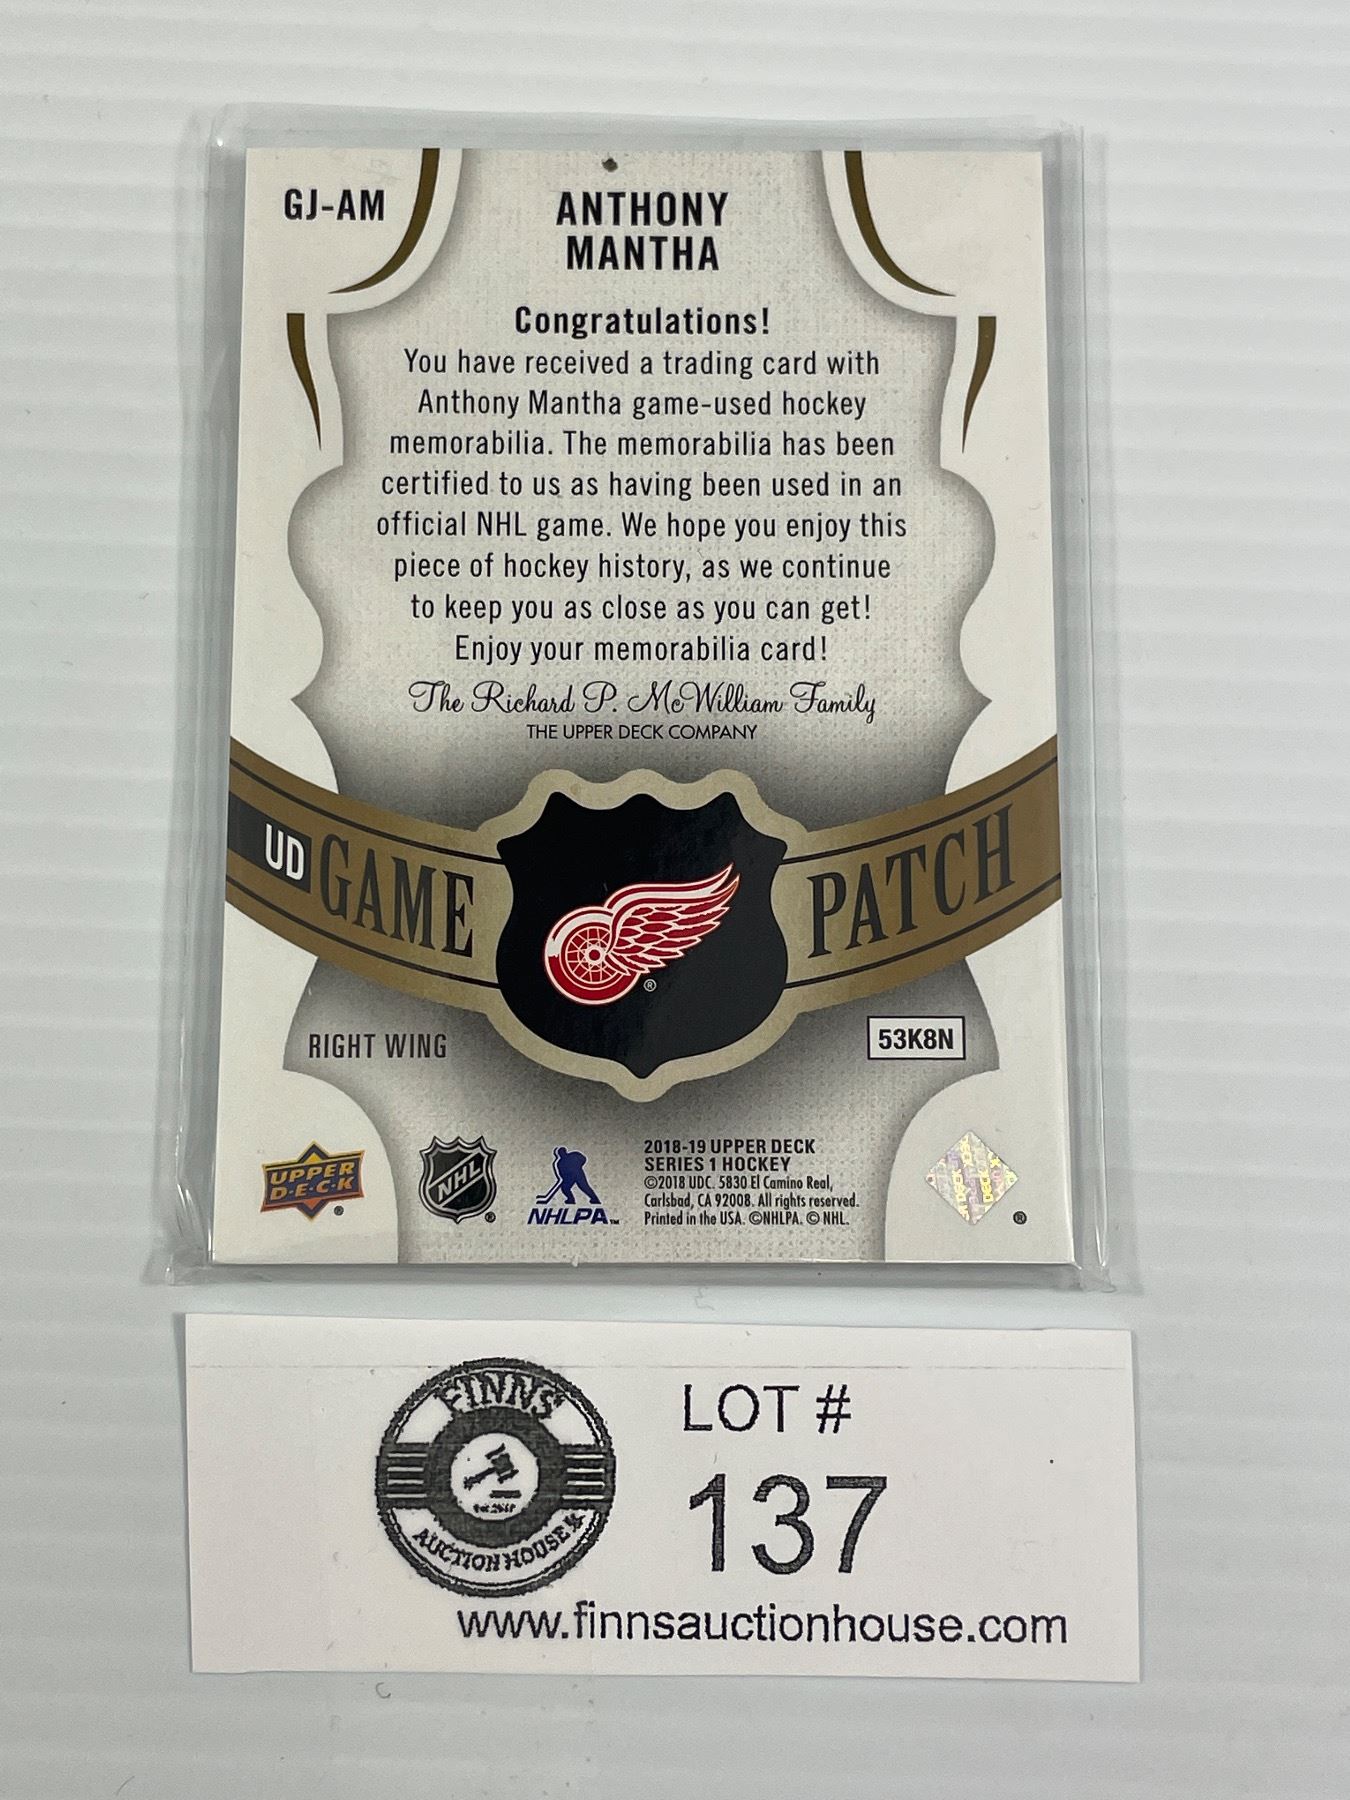 GJ-AM
ANTHONY
MANTHA
Congratulations!
You have received a trading card with
Anthony Mantha game-used hockey
memorabilia. The memorabilia has been
certified to us as having been used in an
official NHL game. We hope you enjoy this
piece of hockey history, as we continue
to keep you as close as you can get!
Enjoy your memorabilia card!
The Richard P. McWilliam Family
THE UPPER DECK COMPANY
UD GAME PATCH
®
RIGHT WING
53K8N
UPPER
D·E·C·K
®
NHL
®
NHLPA™
2018-19 UPPER DECK
SERIES 1 HOCKEY
©2018 UDC. 5830 El Camino Real,
Carlsbad, CA 92008. All rights reserved.
Printed in the USA. ©NHLPA. © NHL.
®
FINNS
AUCTION HOUSE
LOT #
137
www.finnsauctionhouse.com